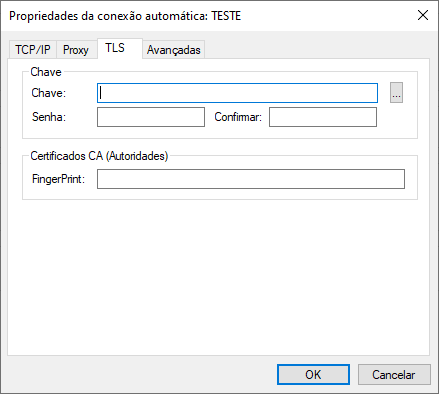 Propriedades da conexão automática: TESTE
TCP/IP Proxy TLS Avançadas
Chave
Chave: ...
Senha: Confirmar:
Certificados CA (Autoridades)
FingerPrint:
OK Cancelar